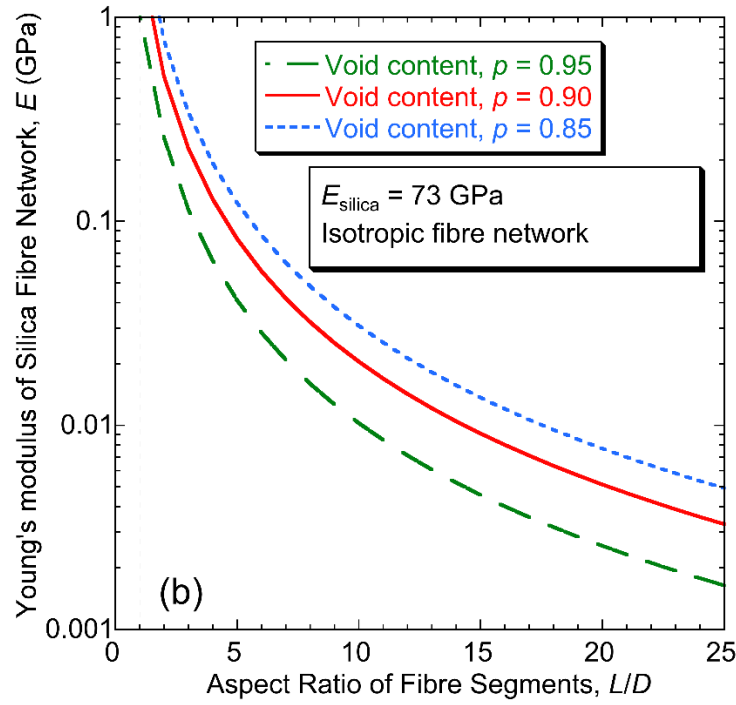 Young's modulus of Silica Fibre Network, E (GPa)
1
0.1
0.01
0.001
Void content, p = 0.95
Void content, p = 0.90
Void content, p = 0.85
E_silica = 73 GPa
Isotropic fibre network
(b)
0 5 10 15 20 25
Aspect Ratio of Fibre Segments, L/D